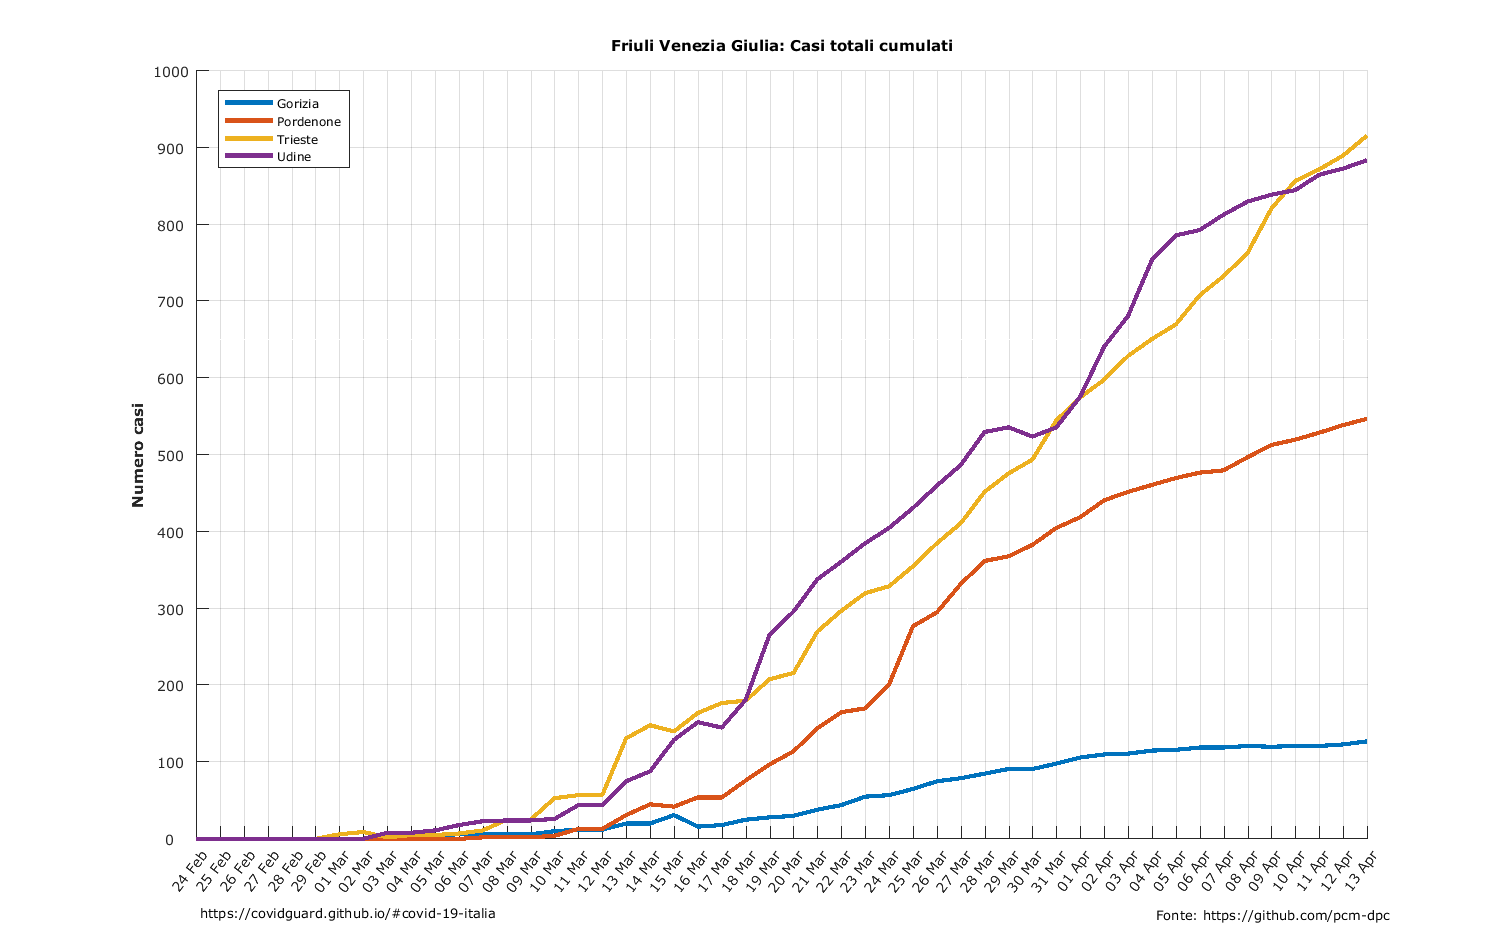 Friuli Venezia Giulia: Casi totali cumulati
Numero casi
1000
900
800
700
600
500
400
300
200
100
0
Gorizia
Pordenone
Trieste
Udine
24 Feb
25 Feb
26 Feb
27 Feb
28 Feb
29 Feb
01 Mar
02 Mar
03 Mar
04 Mar
05 Mar
06 Mar
07 Mar
08 Mar
09 Mar
10 Mar
11 Mar
12 Mar
13 Mar
14 Mar
15 Mar
16 Mar
17 Mar
18 Mar
19 Mar
20 Mar
21 Mar
22 Mar
23 Mar
24 Mar
25 Mar
26 Mar
27 Mar
28 Mar
29 Mar
30 Mar
31 Mar
01 Apr
02 Apr
03 Apr
04 Apr
05 Apr
06 Apr
07 Apr
08 Apr
09 Apr
10 Apr
11 Apr
12 Apr
13 Apr
https://covidguard.github.io/#covid-19-italia
Fonte: https://github.com/pcm-dpc